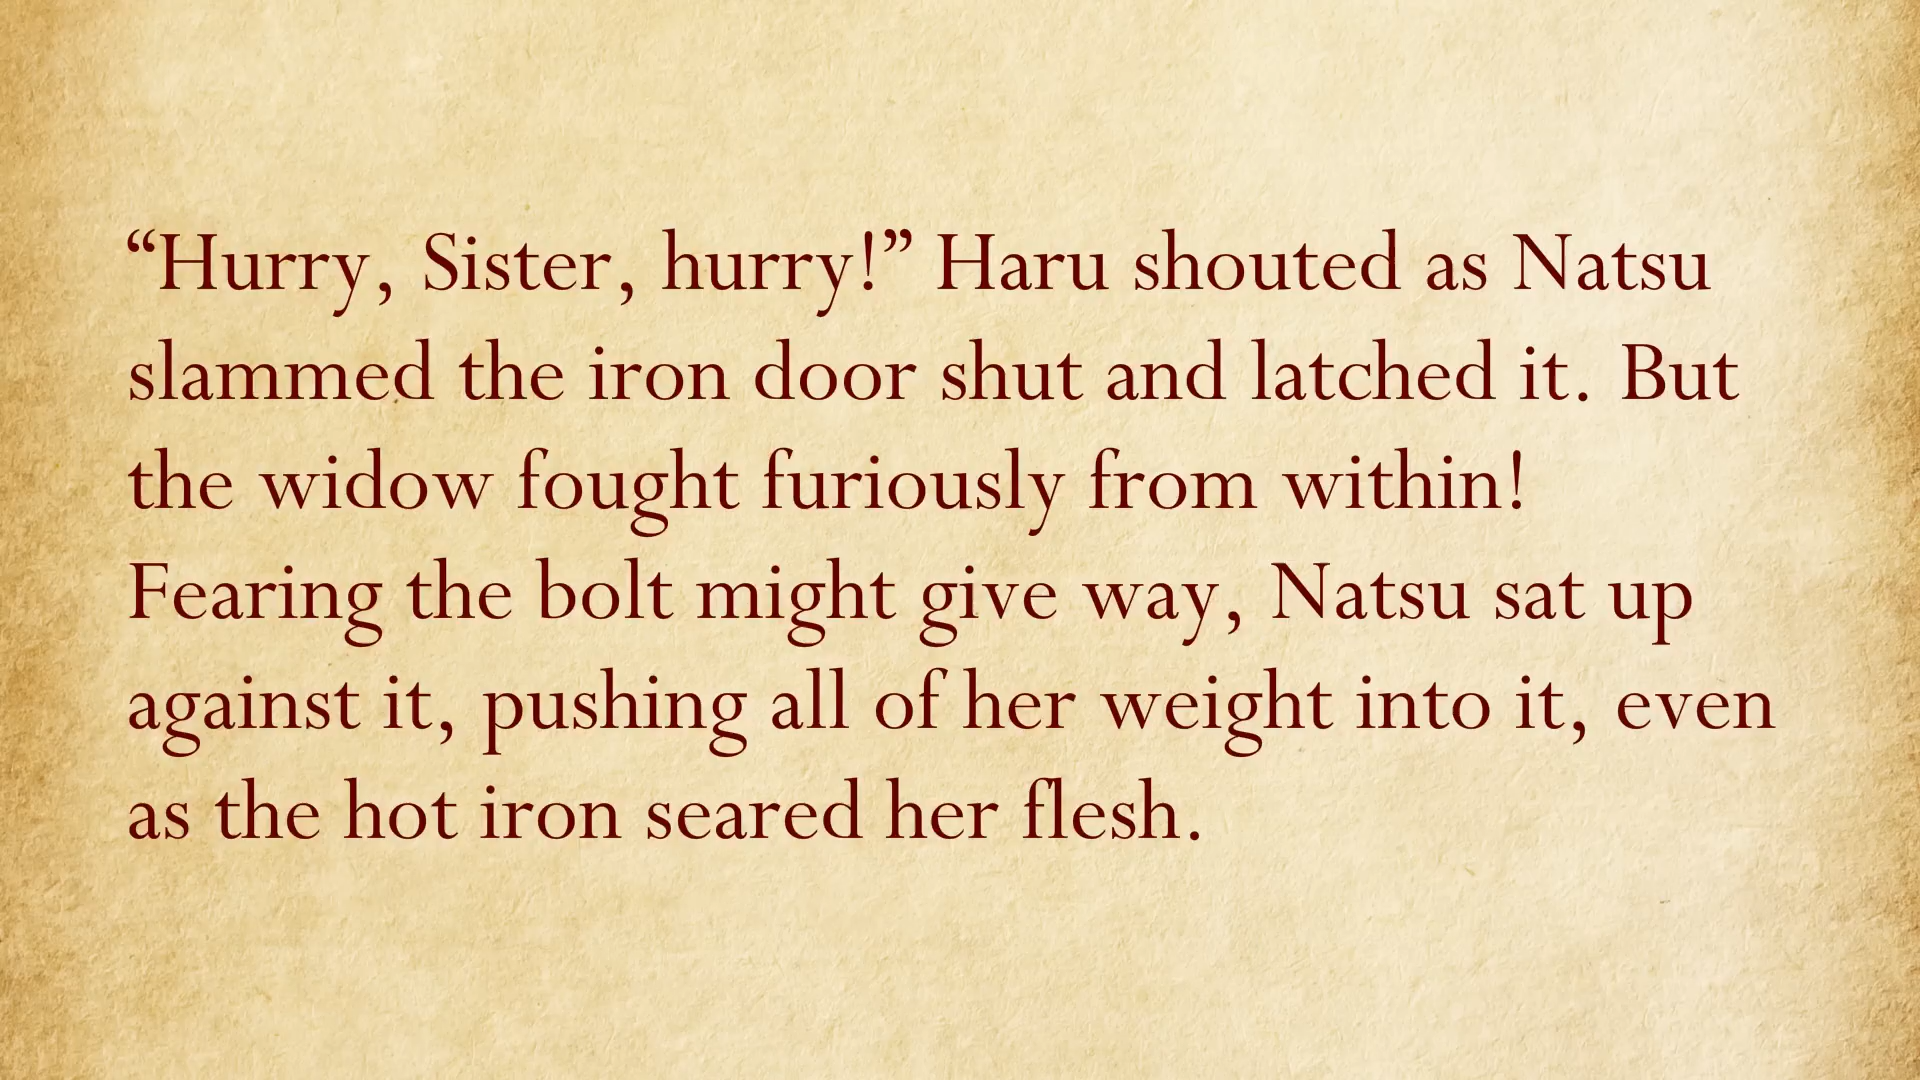 “Hurry, Sister, hurry!” Haru shouted as Natsu
slammed the iron door shut and latched it. But
the widow fought furiously from within!
Fearing the bolt might give way, Natsu sat up
against it, pushing all of her weight into it, even
as the hot iron seared her flesh.